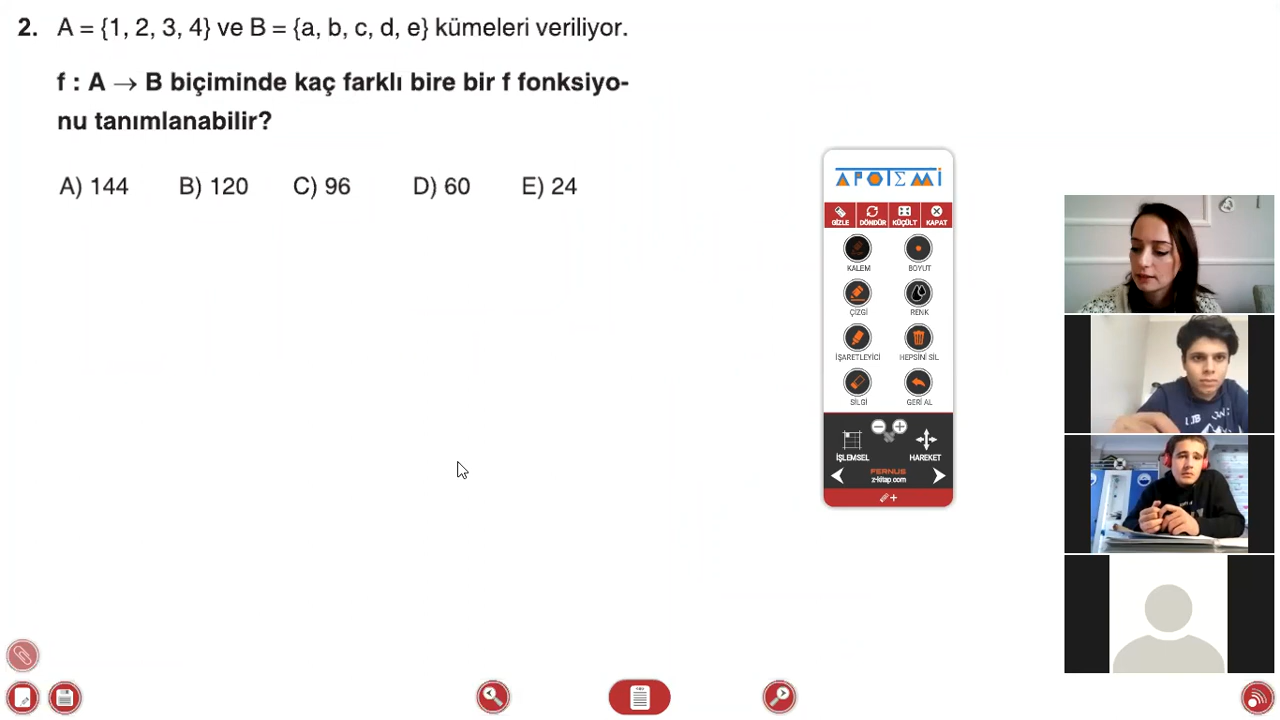 2. A = {1, 2, 3, 4} ve B = {a, b, c, d, e} kümeleri veriliyor.
f : A → B biçiminde kaç farklı bire bir f fonksiyo-
nu tanımlanabilir?
A) 144 B) 120 C) 96 D) 60 E) 24
APOTEMİ
GİZLE DÖNDÜR KÜÇÜLT KAPAT
KALEM BOYUT
ÇİZGİ RENK
İŞARETLEYİCİ HEPSİNİ SİL
SİLGİ GERİ AL
İŞLEMSEL HAREKET
FERNUS
z-kitap.com